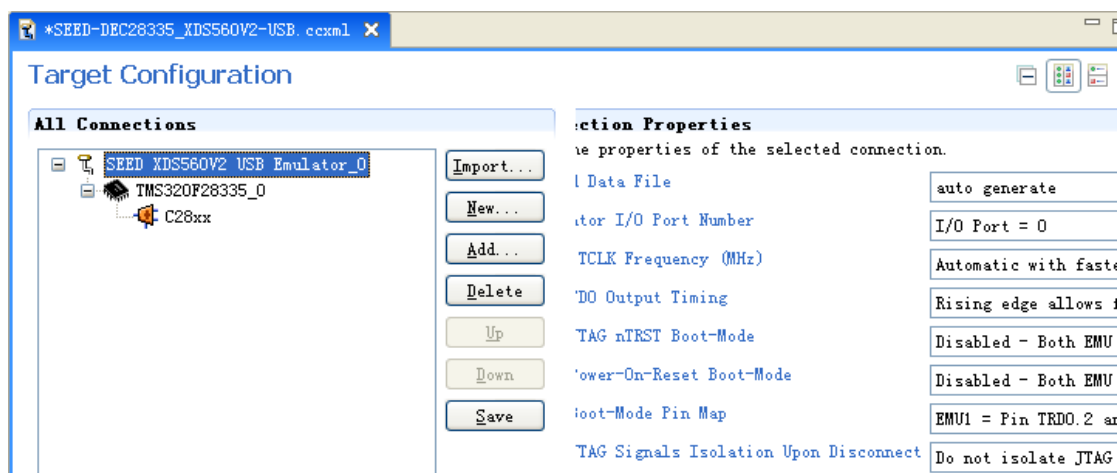 *SEED-DEC28335_XDS560V2-USB.ccxml
Target Configuration
All Connections
SEED XDS560V2 USB Emulator_0
TMS320F28335_0
C28xx
Import...
New...
Add...
Delete
Up
Down
Save
ction Properties
he properties of the selected connection.
l Data File
auto generate
tor I/O Port Number
I/O Port = 0
TCLK Frequency (MHz)
Automatic with faste
DO Output Timing
Rising edge allows f
TAG nTRST Boot-Mode
Disabled - Both EMU
ower-On-Reset Boot-Mode
Disabled - Both EMU
oot-Mode Pin Map
EMU1 = Pin TRD0.2 an
TAG Signals Isolation Upon Disconnect
Do not isolate JTAG